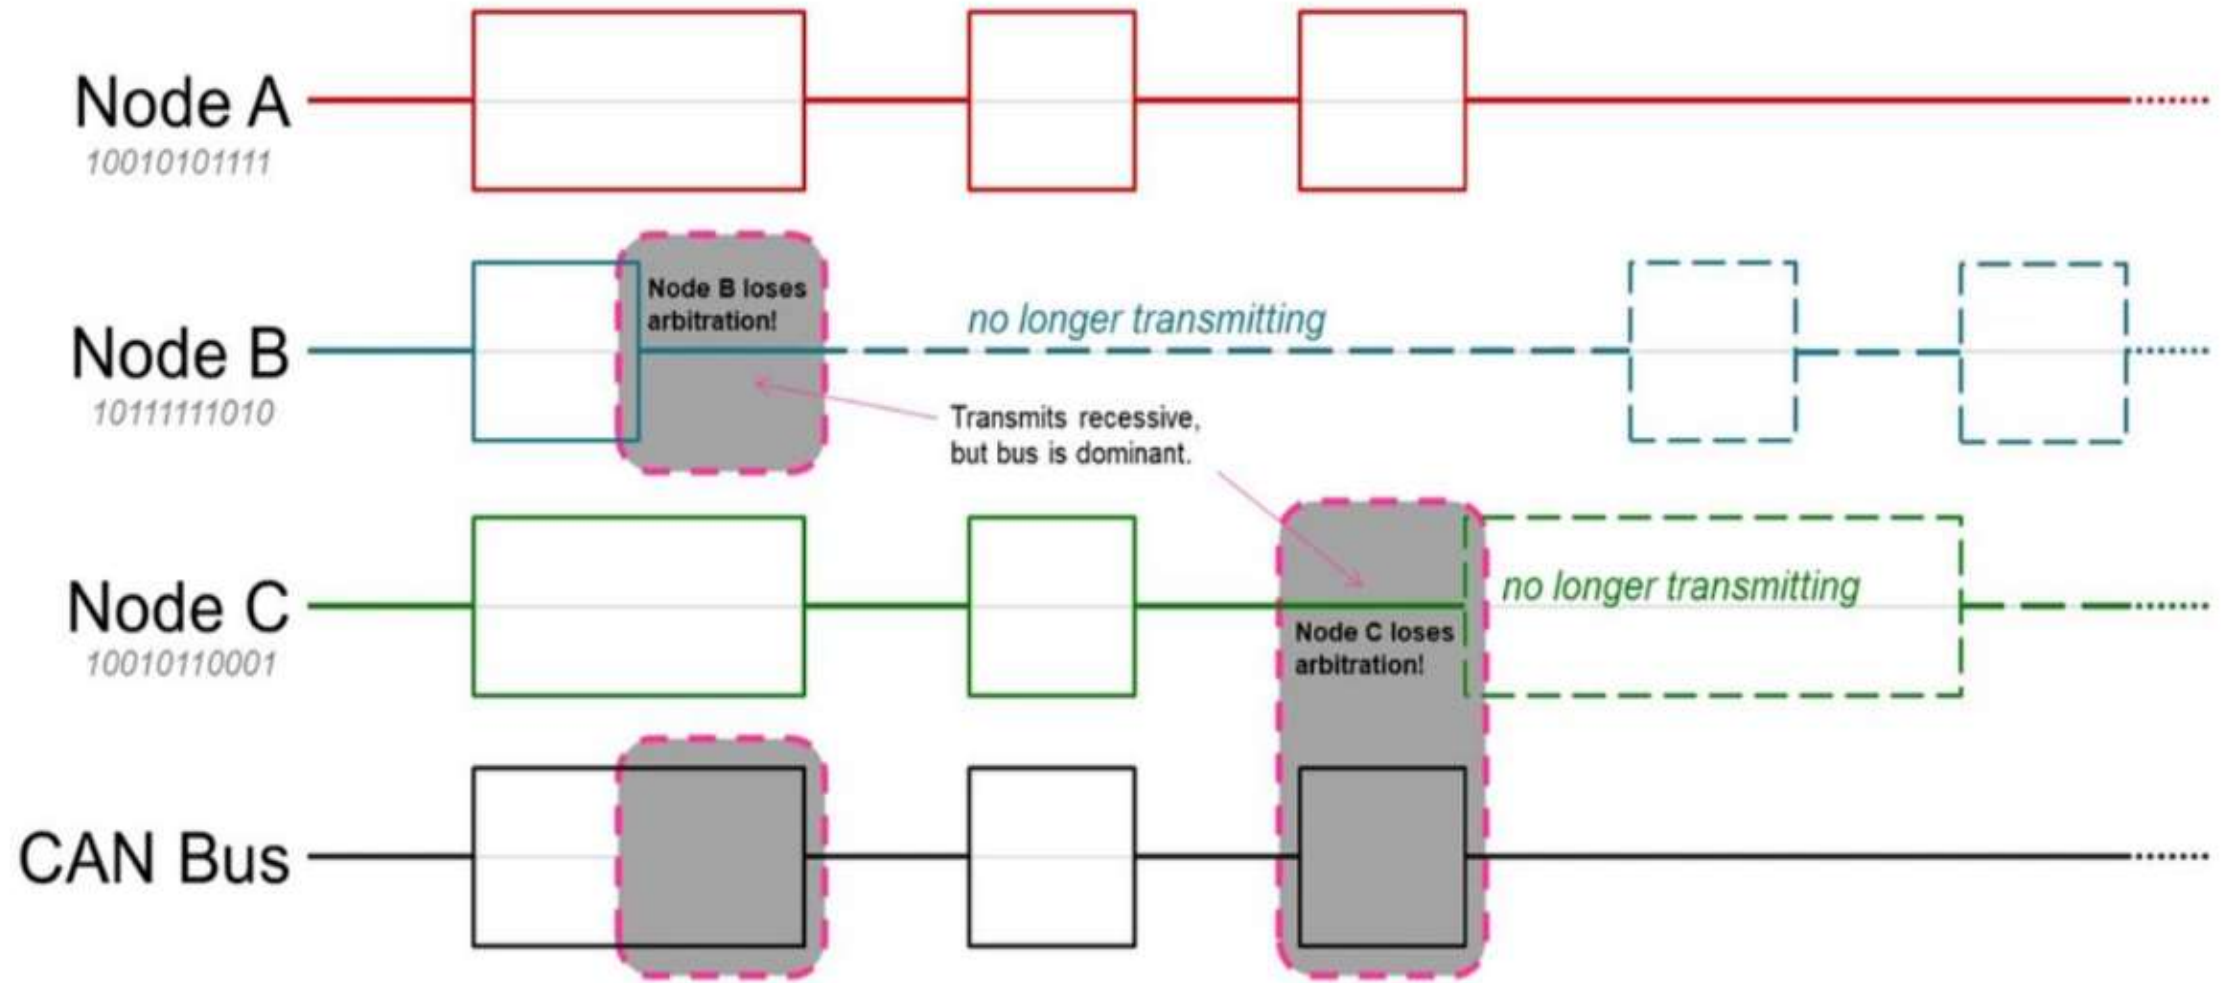 Node A
10010101111
Node B loses
arbitration!
no longer transmitting
Node B
10111111010
Transmits recessive,
but bus is dominant.
no longer transmitting
Node C
Node C loses
arbitration!
10010110001
CAN Bus